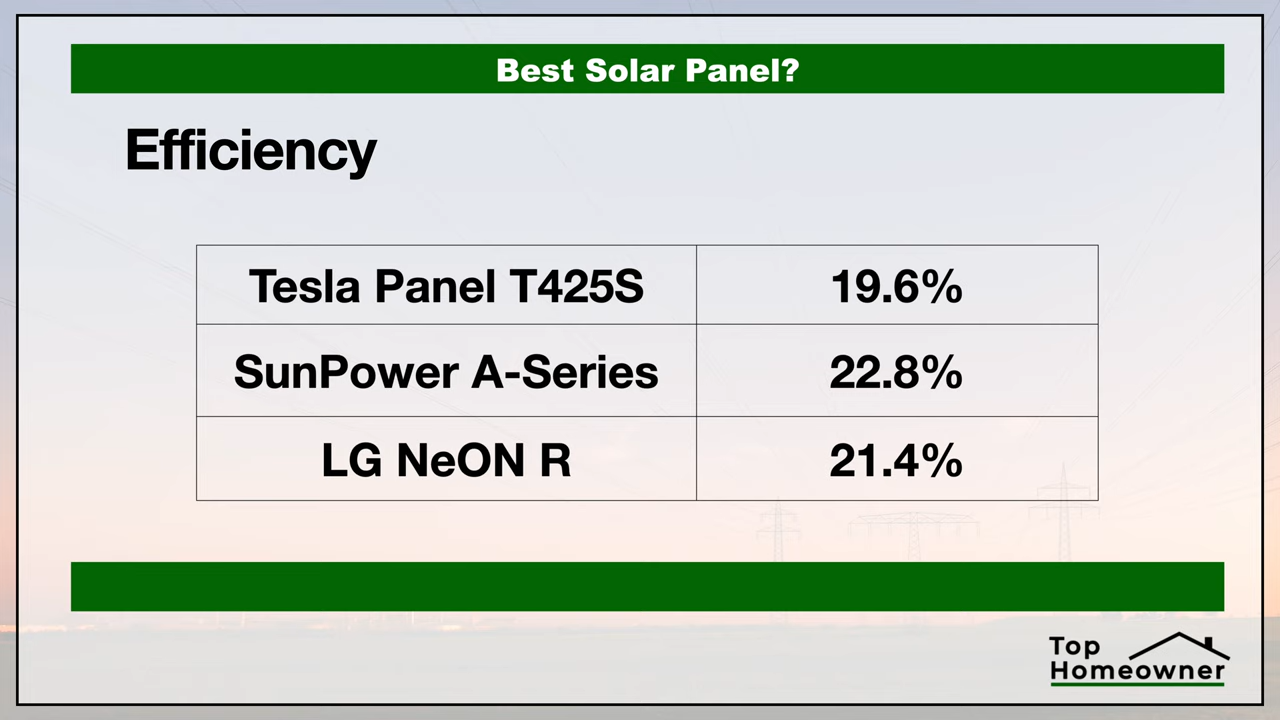 Best Solar Panel?
Efficiency
Tesla Panel T425S 19.6%
SunPower A-Series 22.8%
LG NeON R 21.4%
Top
Homeowner